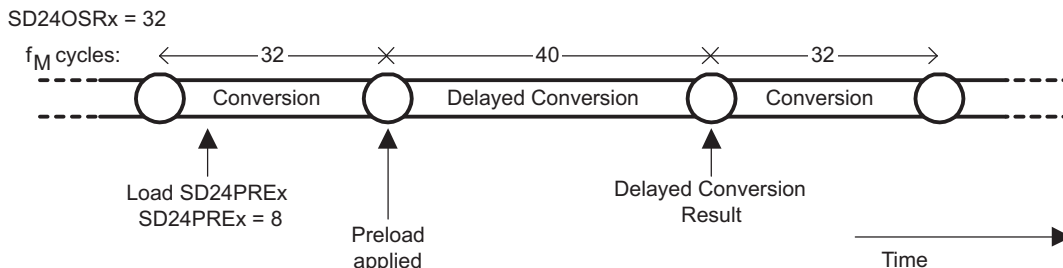 SD24OSRx = 32
fM cycles:
32
40
32
Conversion
Delayed Conversion
Conversion
Load SD24PREx
SD24PREx = 8
Delayed Conversion
Result
Preload
applied
Time